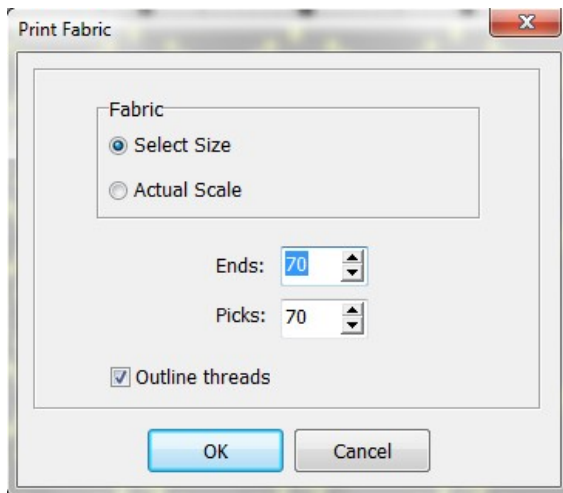 Print Fabric
Fabric
Select Size
Actual Scale
Ends: 70
Picks: 70
Outline threads
OK Cancel